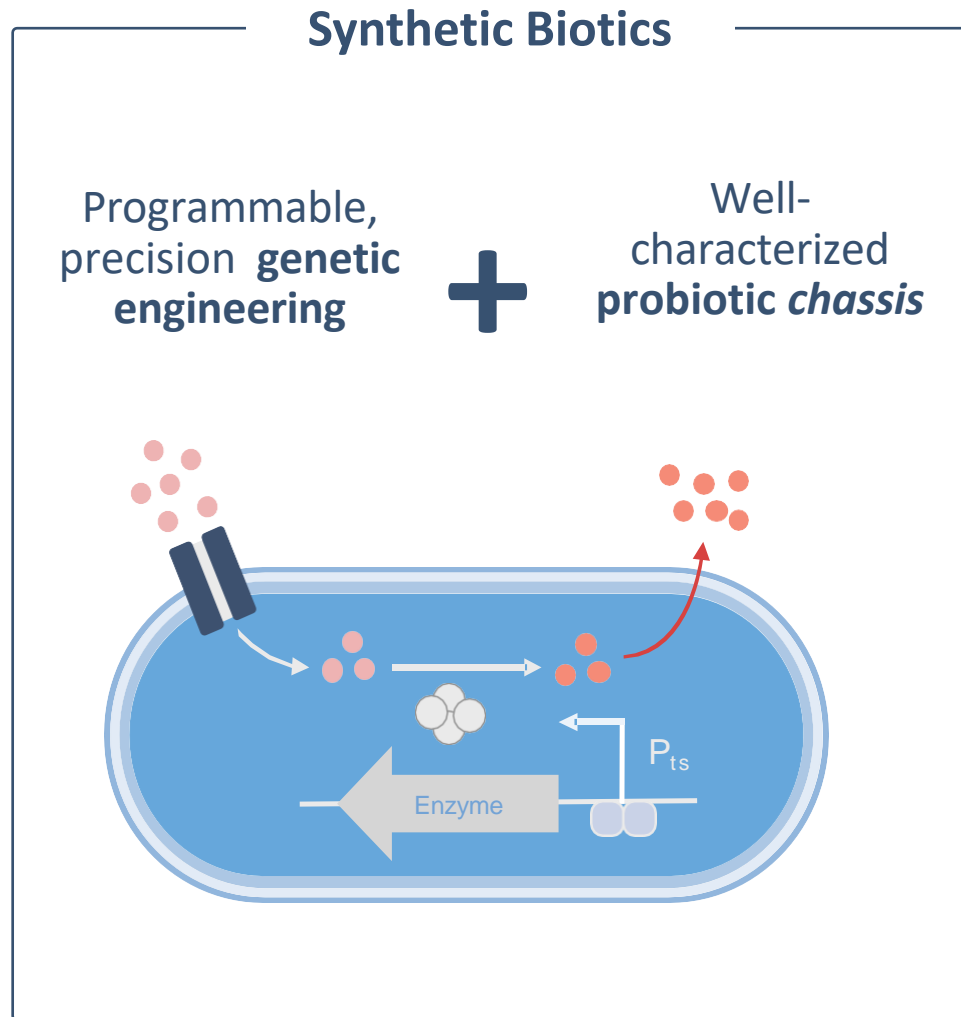 Synthetic Biotics
Programmable,
precision genetic
engineering
+
Well-
characterized
probiotic chassis
Pts
Enzyme